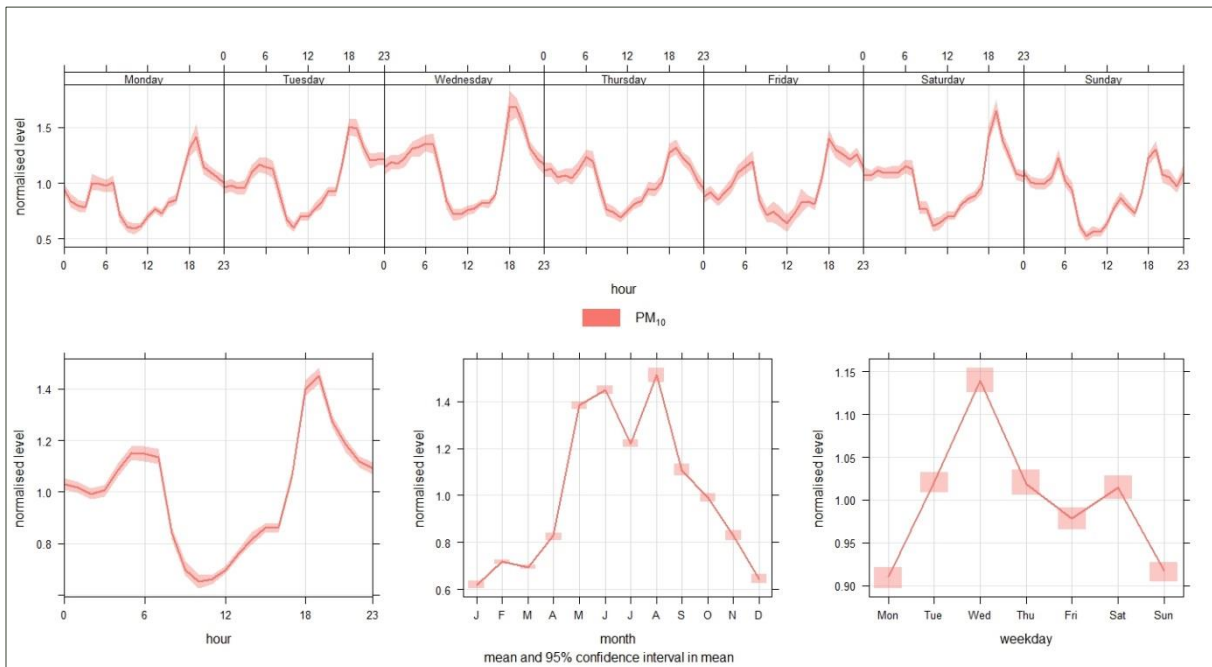 0 6 12 18 23 0 6 12 18 23 0 6 12 18 23
Monday Tuesday Wednesday Thursday Friday Saturday Sunday
normalised level
1.5
1.0
0.5
0 6 12 18 23 0 6 12 18 23 0 6 12 18 23 0 6 12 18 23
hour
PM10
0 6 12 18 23
normalised level
1.4
1.2
1.0
0.8
0 6 12 18 23
hour
normalised level
1.4
1.2
1.0
0.8
0.6
J F M A M J J A S O N D
month
mean and 95% confidence interval in mean
normalised level
1.15
1.10
1.05
1.00
0.95
0.90
Mon Tue Wed Thu Fri Sat Sun
weekday